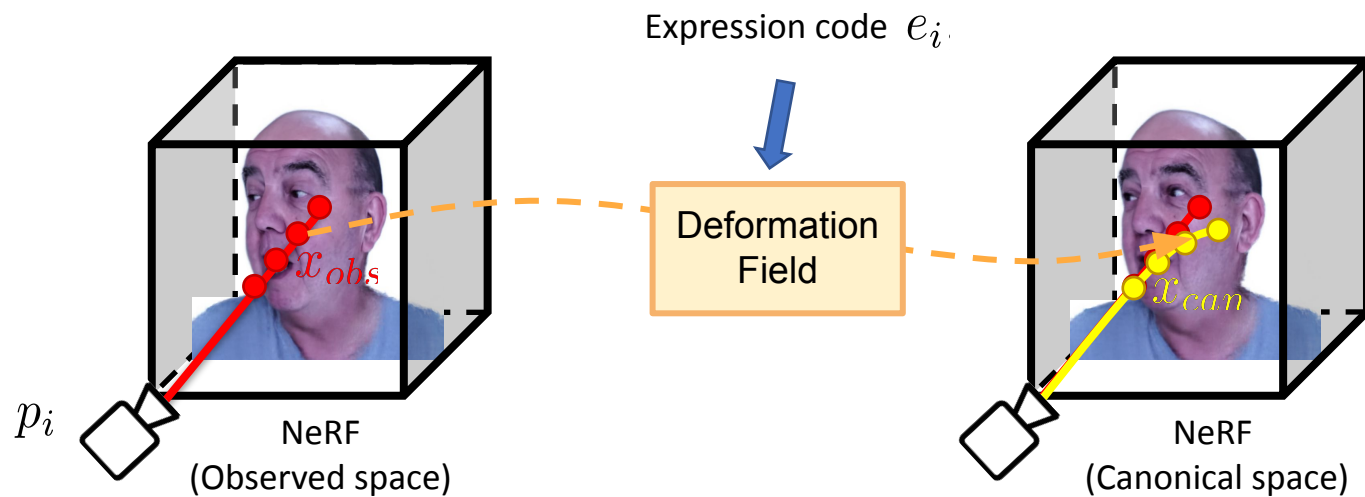 Expression code e_i.
Deformation
Field
x_obs
x_can
p_i
NeRF
(Observed space)
NeRF
(Canonical space)